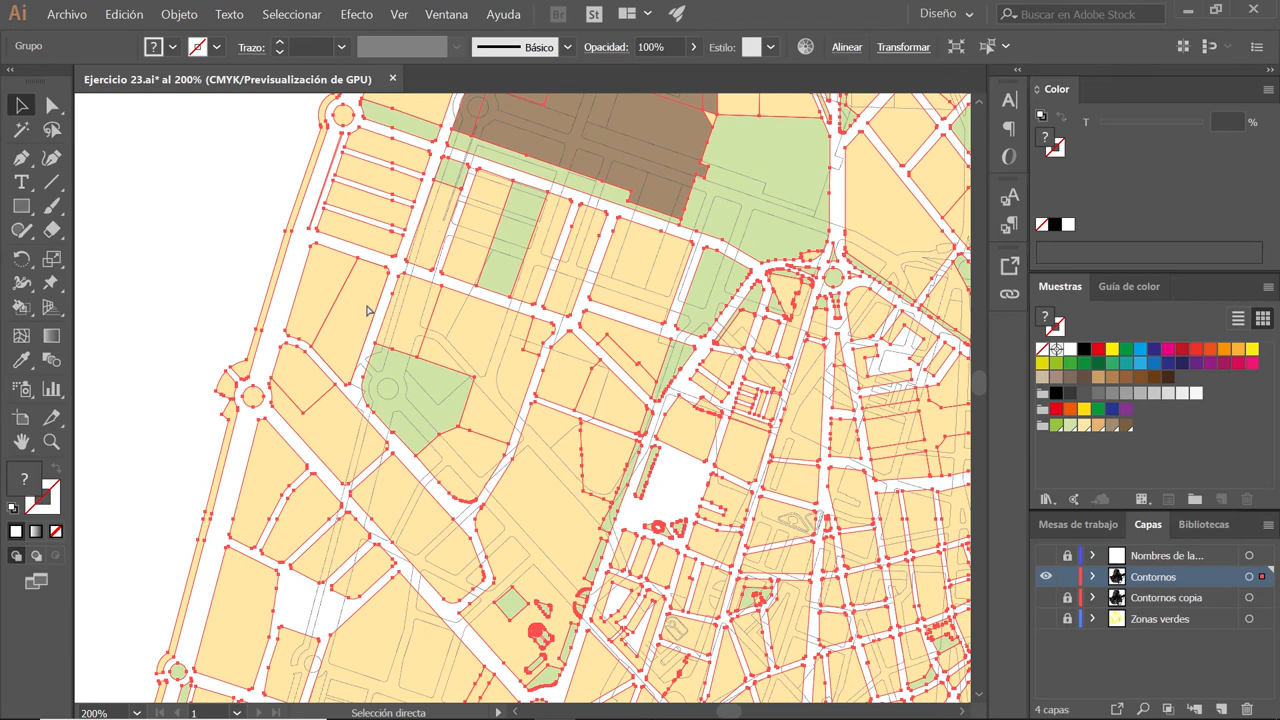 Ai Archivo Edición Objeto Texto Seleccionar Efecto Ver Ventana Ayuda Br St Diseño Buscar en Adobe Stock
Grupo ? Trazo: Básico Opacidad: 100% Estilo: Alinear Transformar
Ejercicio 23.ai* al 200% (CMYK/Previsualización de GPU) ×
Color
? T %
Muestras Guía de color
?
?
Mesas de trabajo Capas Bibliotecas
Nombres de la...
Contornos
Contornos copia
Zonas verdes
4 capas
200% 1 Selección directa